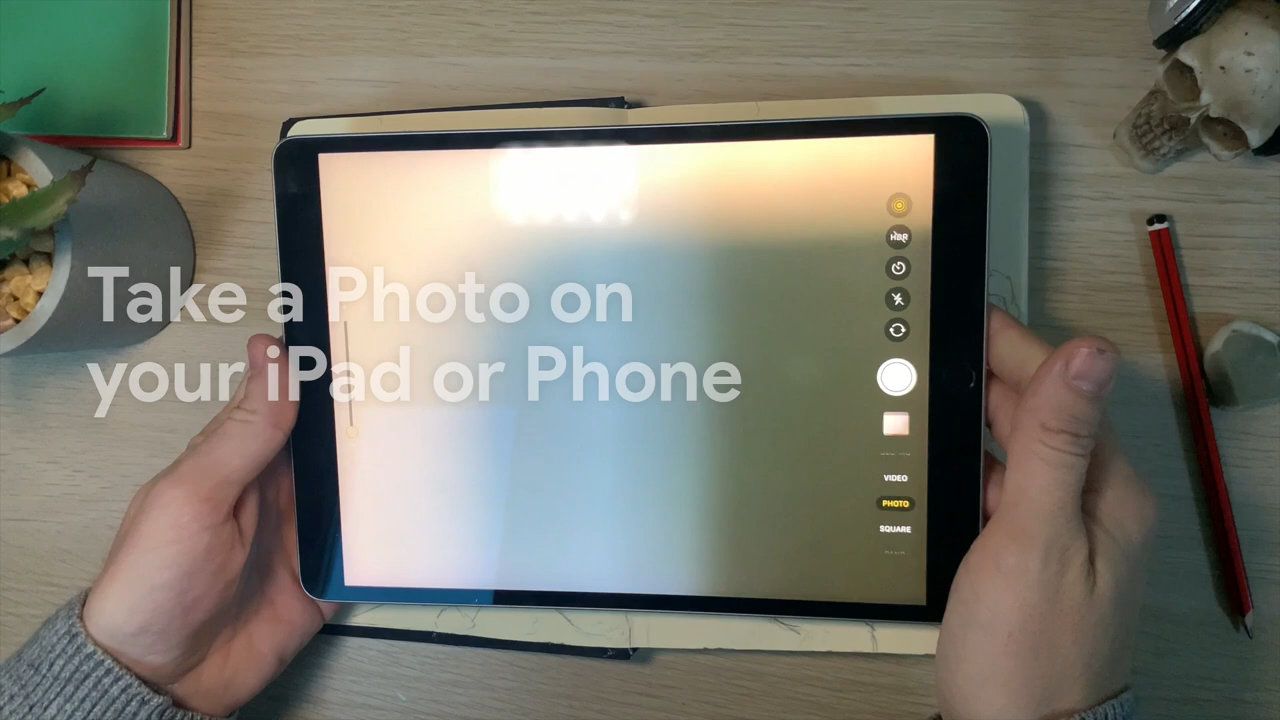 Take a Photo on
your iPad or Phone
HDR
VIDEO
PHOTO
SQUARE